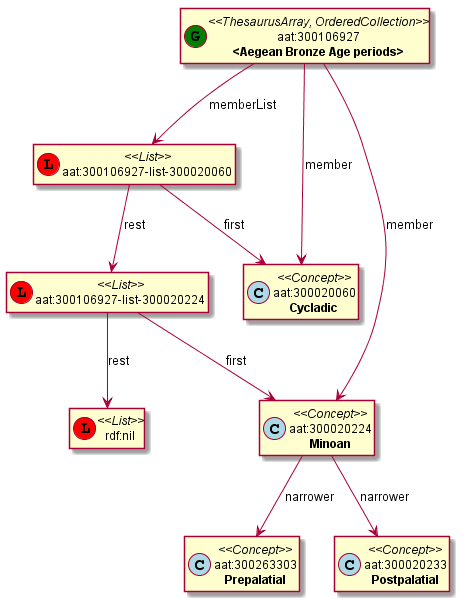 G
<<ThesaurusArray, OrderedCollection>>
aat:300106927
<Aegean Bronze Age periods>
memberList
L
<<List>>
aat:300106927-list-300020060
member
rest
first
member
L
<<List>>
aat:300106927-list-300020224
C
<<Concept>>
aat:300020060
Cycladic
rest
first
L
<<List>>
rdf:nil
C
<<Concept>>
aat:300020224
Minoan
narrower
narrower
C
<<Concept>>
aat:300263303
Prepalatial
C
<<Concept>>
aat:300020233
Postpalatial